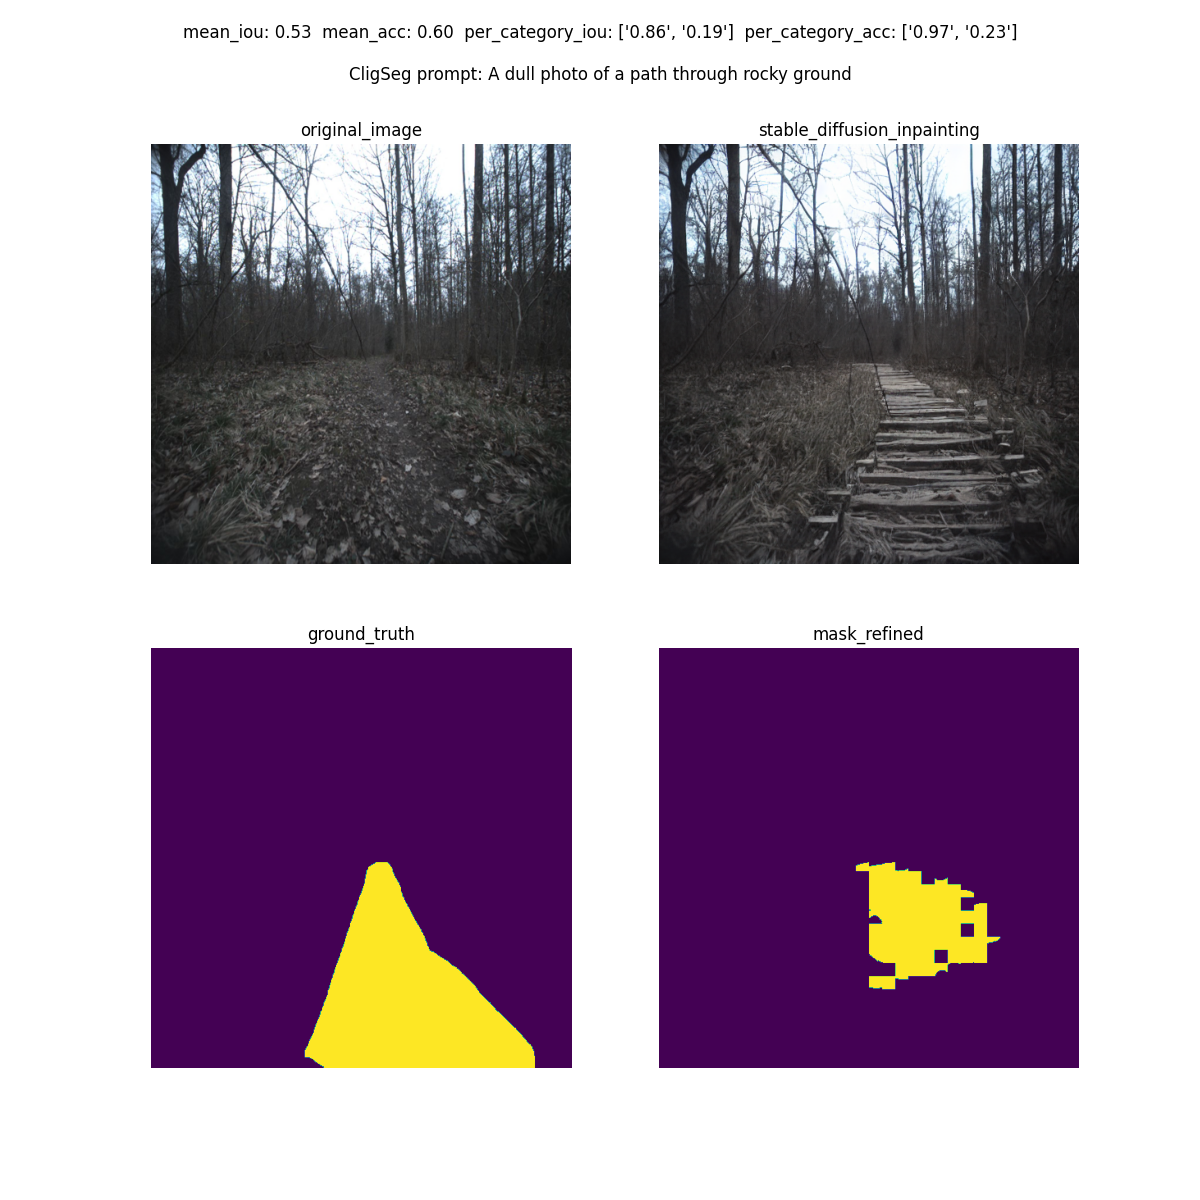 mean_iou: 0.53  mean_acc: 0.60  per_category_iou: ['0.86', '0.19']  per_category_acc: ['0.97', '0.23']
CligSeg prompt: A dull photo of a path through rocky ground
original_image
stable_diffusion_inpainting
ground_truth
mask_refined